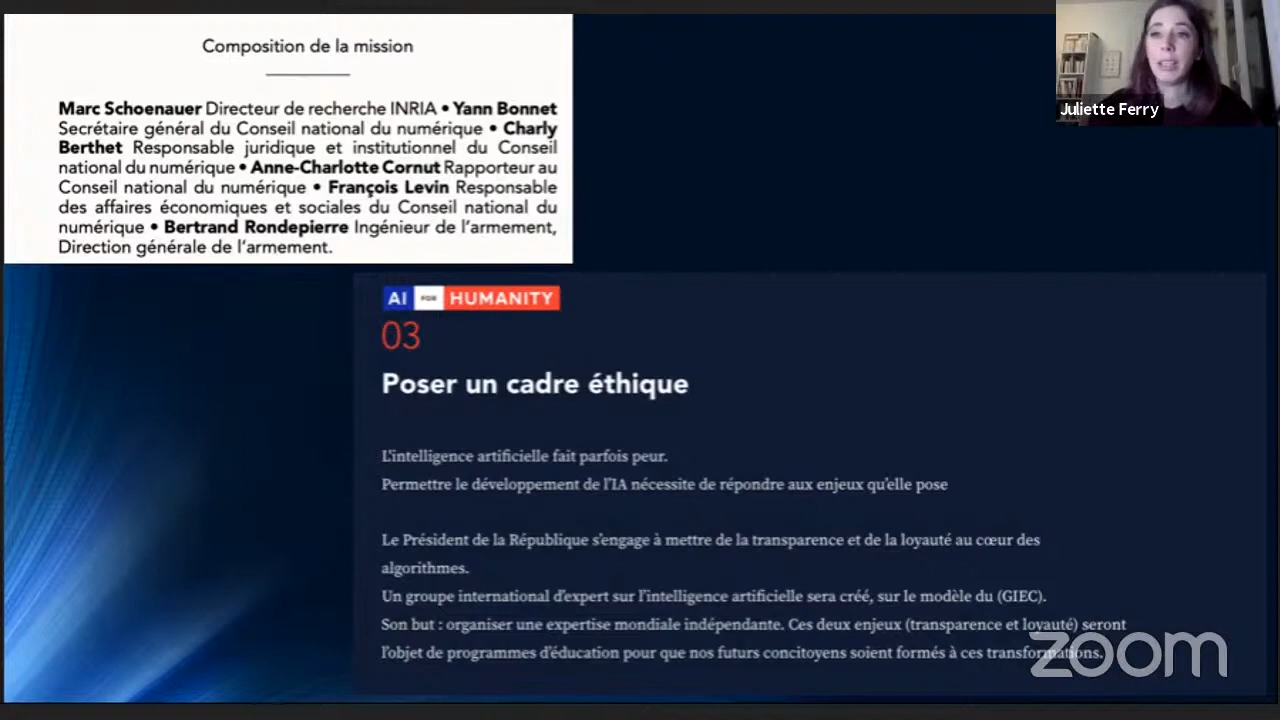 Composition de la mission
Marc Schoenauer Directeur de recherche INRIA • Yann Bonnet
Secrétaire général du Conseil national du numérique • Charly
Berthet Responsable juridique et institutionnel du Conseil
national du numérique • Anne-Charlotte Cornut Rapporteur au
Conseil national du numérique • François Levin Responsable
des affaires économiques et sociales du Conseil national du
numérique • Bertrand Rondepierre Ingénieur de l'armement,
Direction générale de l'armement.
Juliette Ferry
AI FOR HUMANITY
03
Poser un cadre éthique
L'intelligence artificielle fait parfois peur.
Permettre le développement de l'IA nécessite de répondre aux enjeux qu'elle pose
Le Président de la République s'engage à mettre de la transparence et de la loyauté au cœur des
algorithmes.
Un groupe international d'expert sur l'intelligence artificielle sera créé, sur le modèle du (GIEC).
Son but : organiser une expertise mondiale indépendante. Ces deux enjeux (transparence et loyauté) seront
l'objet de programmes d'éducation pour que nos futurs concitoyens soient formés à ces transformations.
zoom